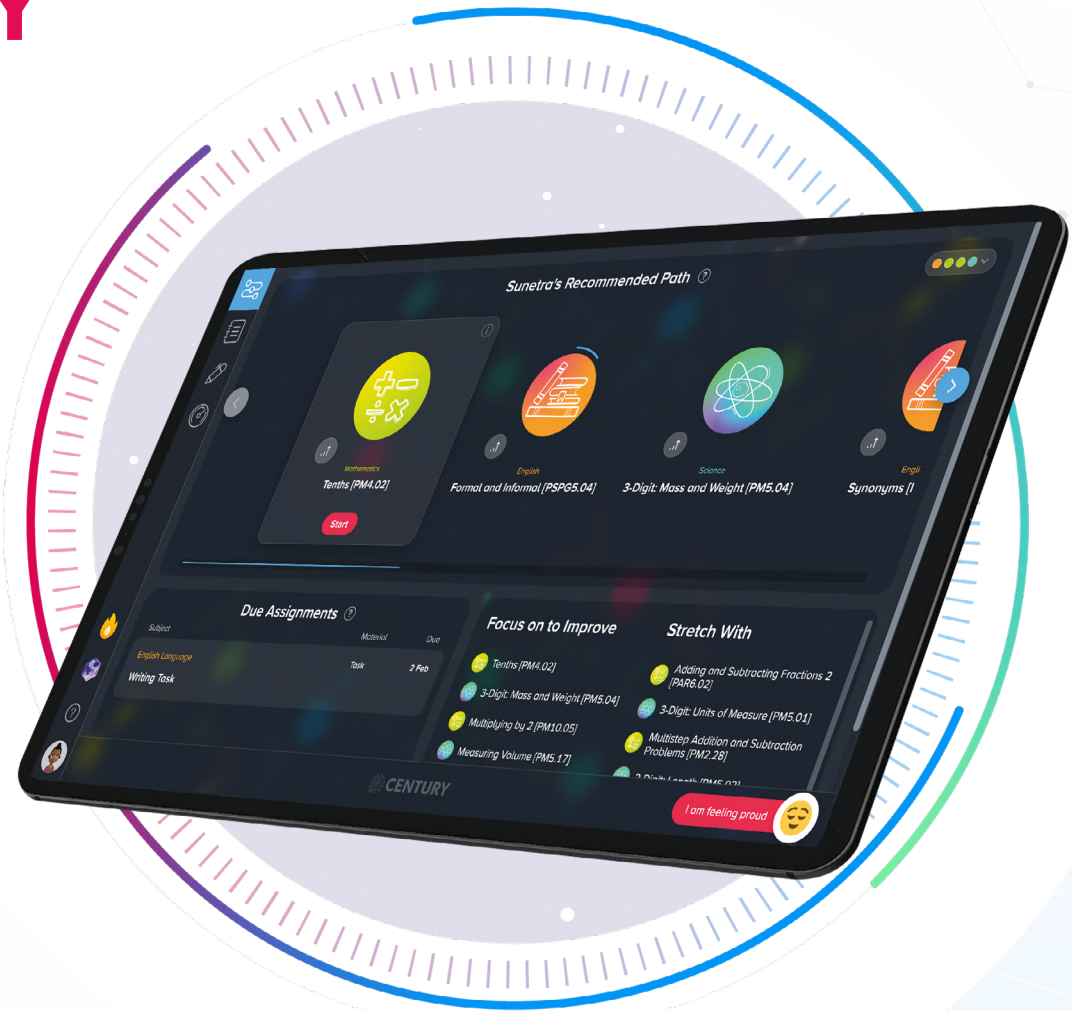 Y
Sunetra's Recommended Path ?
Mathematics
Tenths [PM4.02]
Start
English
Formal and Informal [PSPG5.04]
Science
3-Digit: Mass and Weight [PM5.04]
Engli
Synonyms [
Due Assignments ?
Subject Material Due
English Language
Writing Task
Task 2 Feb
Focus on to Improve
Tenths [PM4.02]
3-Digit: Mass and Weight [PM5.04]
Multiplying by 2 [PM10.05]
Measuring Volume [PM5.17]
Stretch With
Adding and Subtracting Fractions 2
[PAR6.02]
3-Digit: Units of Measure [PM5.01]
Multistep Addition and Subtraction
Problems [PM2.28]
?
CENTURY
I am feeling proud